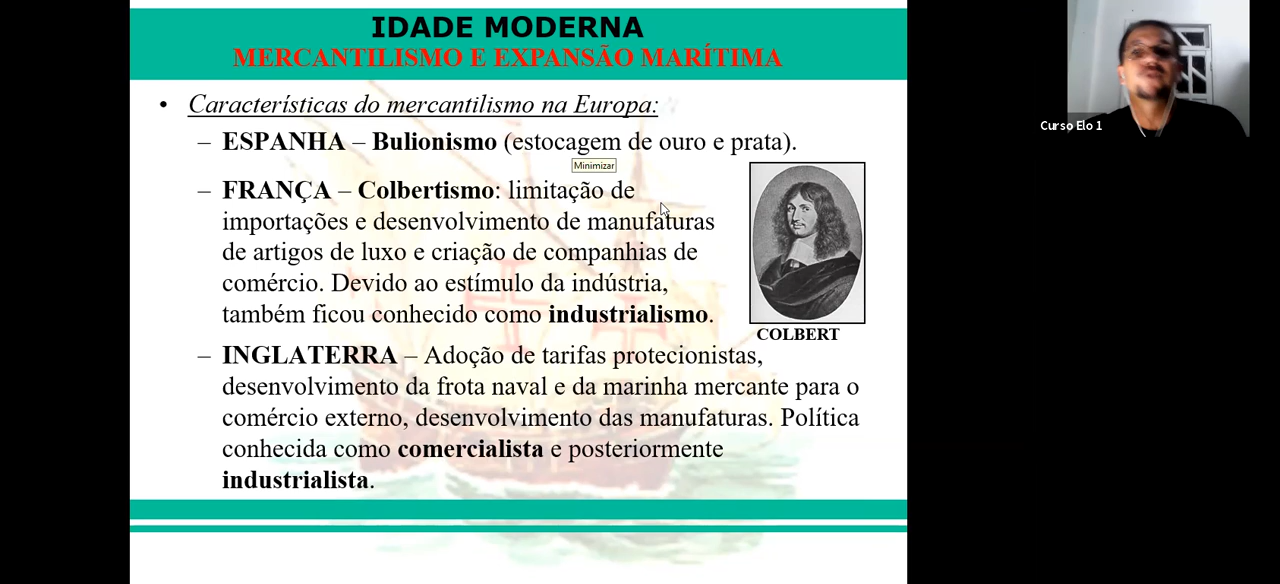 IDADE MODERNA
MERCANTILISMO E EXPANSÃO MARÍTIMA
• Características do mercantilismo na Europa:
– ESPANHA – Bulionismo (estocagem de ouro e prata).
Minimizar
– FRANÇA – Colbertismo: limitação de
importações e desenvolvimento de manufaturas
de artigos de luxo e criação de companhias de
comércio. Devido ao estímulo da indústria,
também ficou conhecido como industrialismo.
COLBERT
– INGLATERRA – Adoção de tarifas protecionistas,
desenvolvimento da frota naval e da marinha mercante para o
comércio externo, desenvolvimento das manufaturas. Política
conhecida como comercialista e posteriormente
industrialista.
Curso Elo 1